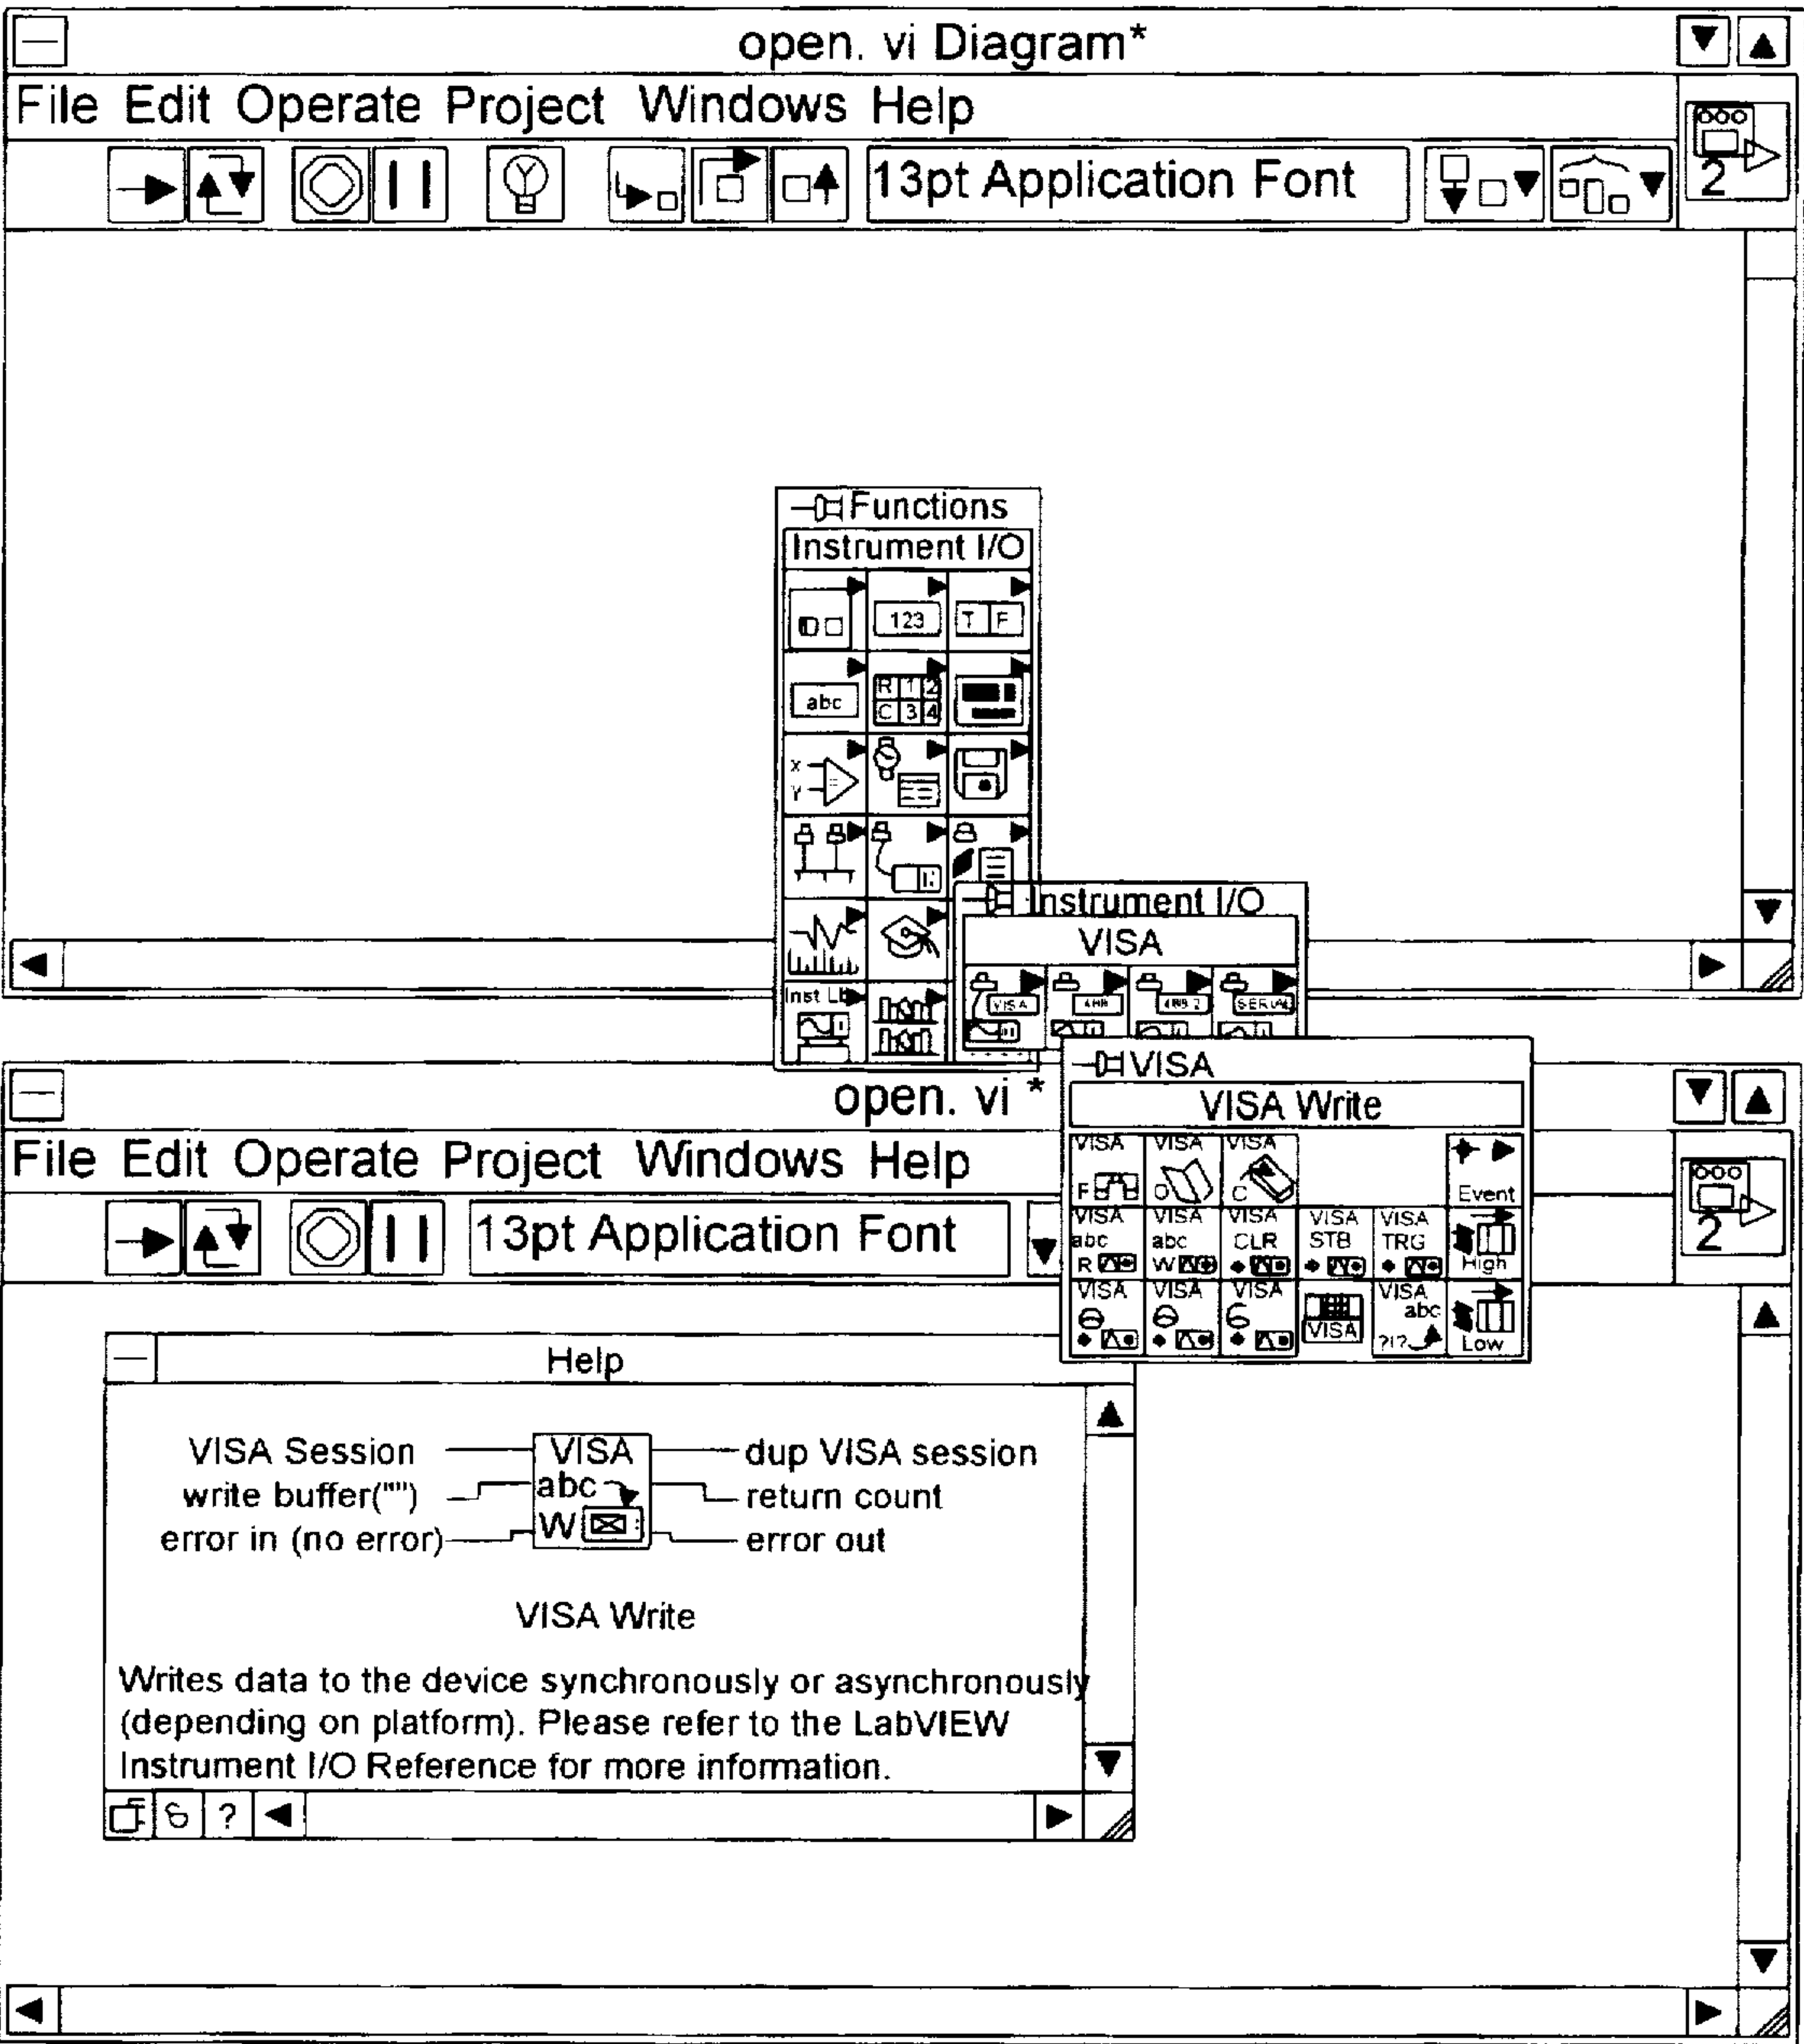 open. vi Diagram*
File Edit Operate Project Windows Help
13pt Application Font
2
Functions
Instrument I/O
123
T F
abc
R 1 2
C 3 4
X
Y
Instrument I/O
VISA
Inst
VISA
488.2
SERIAL
VISA
open. vi *
VISA Write
File Edit Operate Project Windows Help
VISA VISA VISA
F O C Event
13pt Application Font
2
VISA VISA VISA VISA VISA
abc abc CLR STB TRG
R W High
VISA VISA VISA VISA
abc
VISA ?!? Low
Help
VISA Session VISA dup VISA session
write buffer("") abc return count
error in (no error) W error out
VISA Write
Writes data to the device synchronously or asynchronously
(depending on platform). Please refer to the LabVIEW
Instrument I/O Reference for more information.
?